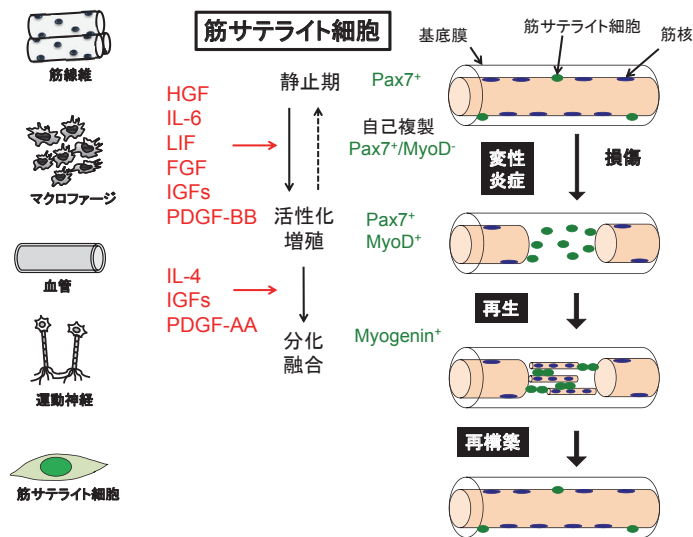 筋サテライト細胞
筋線維
マクロファージ
血管
運動神経
筋サテライト細胞
HGF
IL-6
LIF
FGF
IGFs
PDGF-BB
IL-4
IGFs
PDGF-AA
静止期
Pax7⁺
自己複製
Pax7⁺/MyoD⁻
活性化
増殖
Pax7⁺
MyoD⁺
分化
融合
Myogenin⁺
基底膜
筋サテライト細胞
筋核
変性
炎症
損傷
再生
再構築